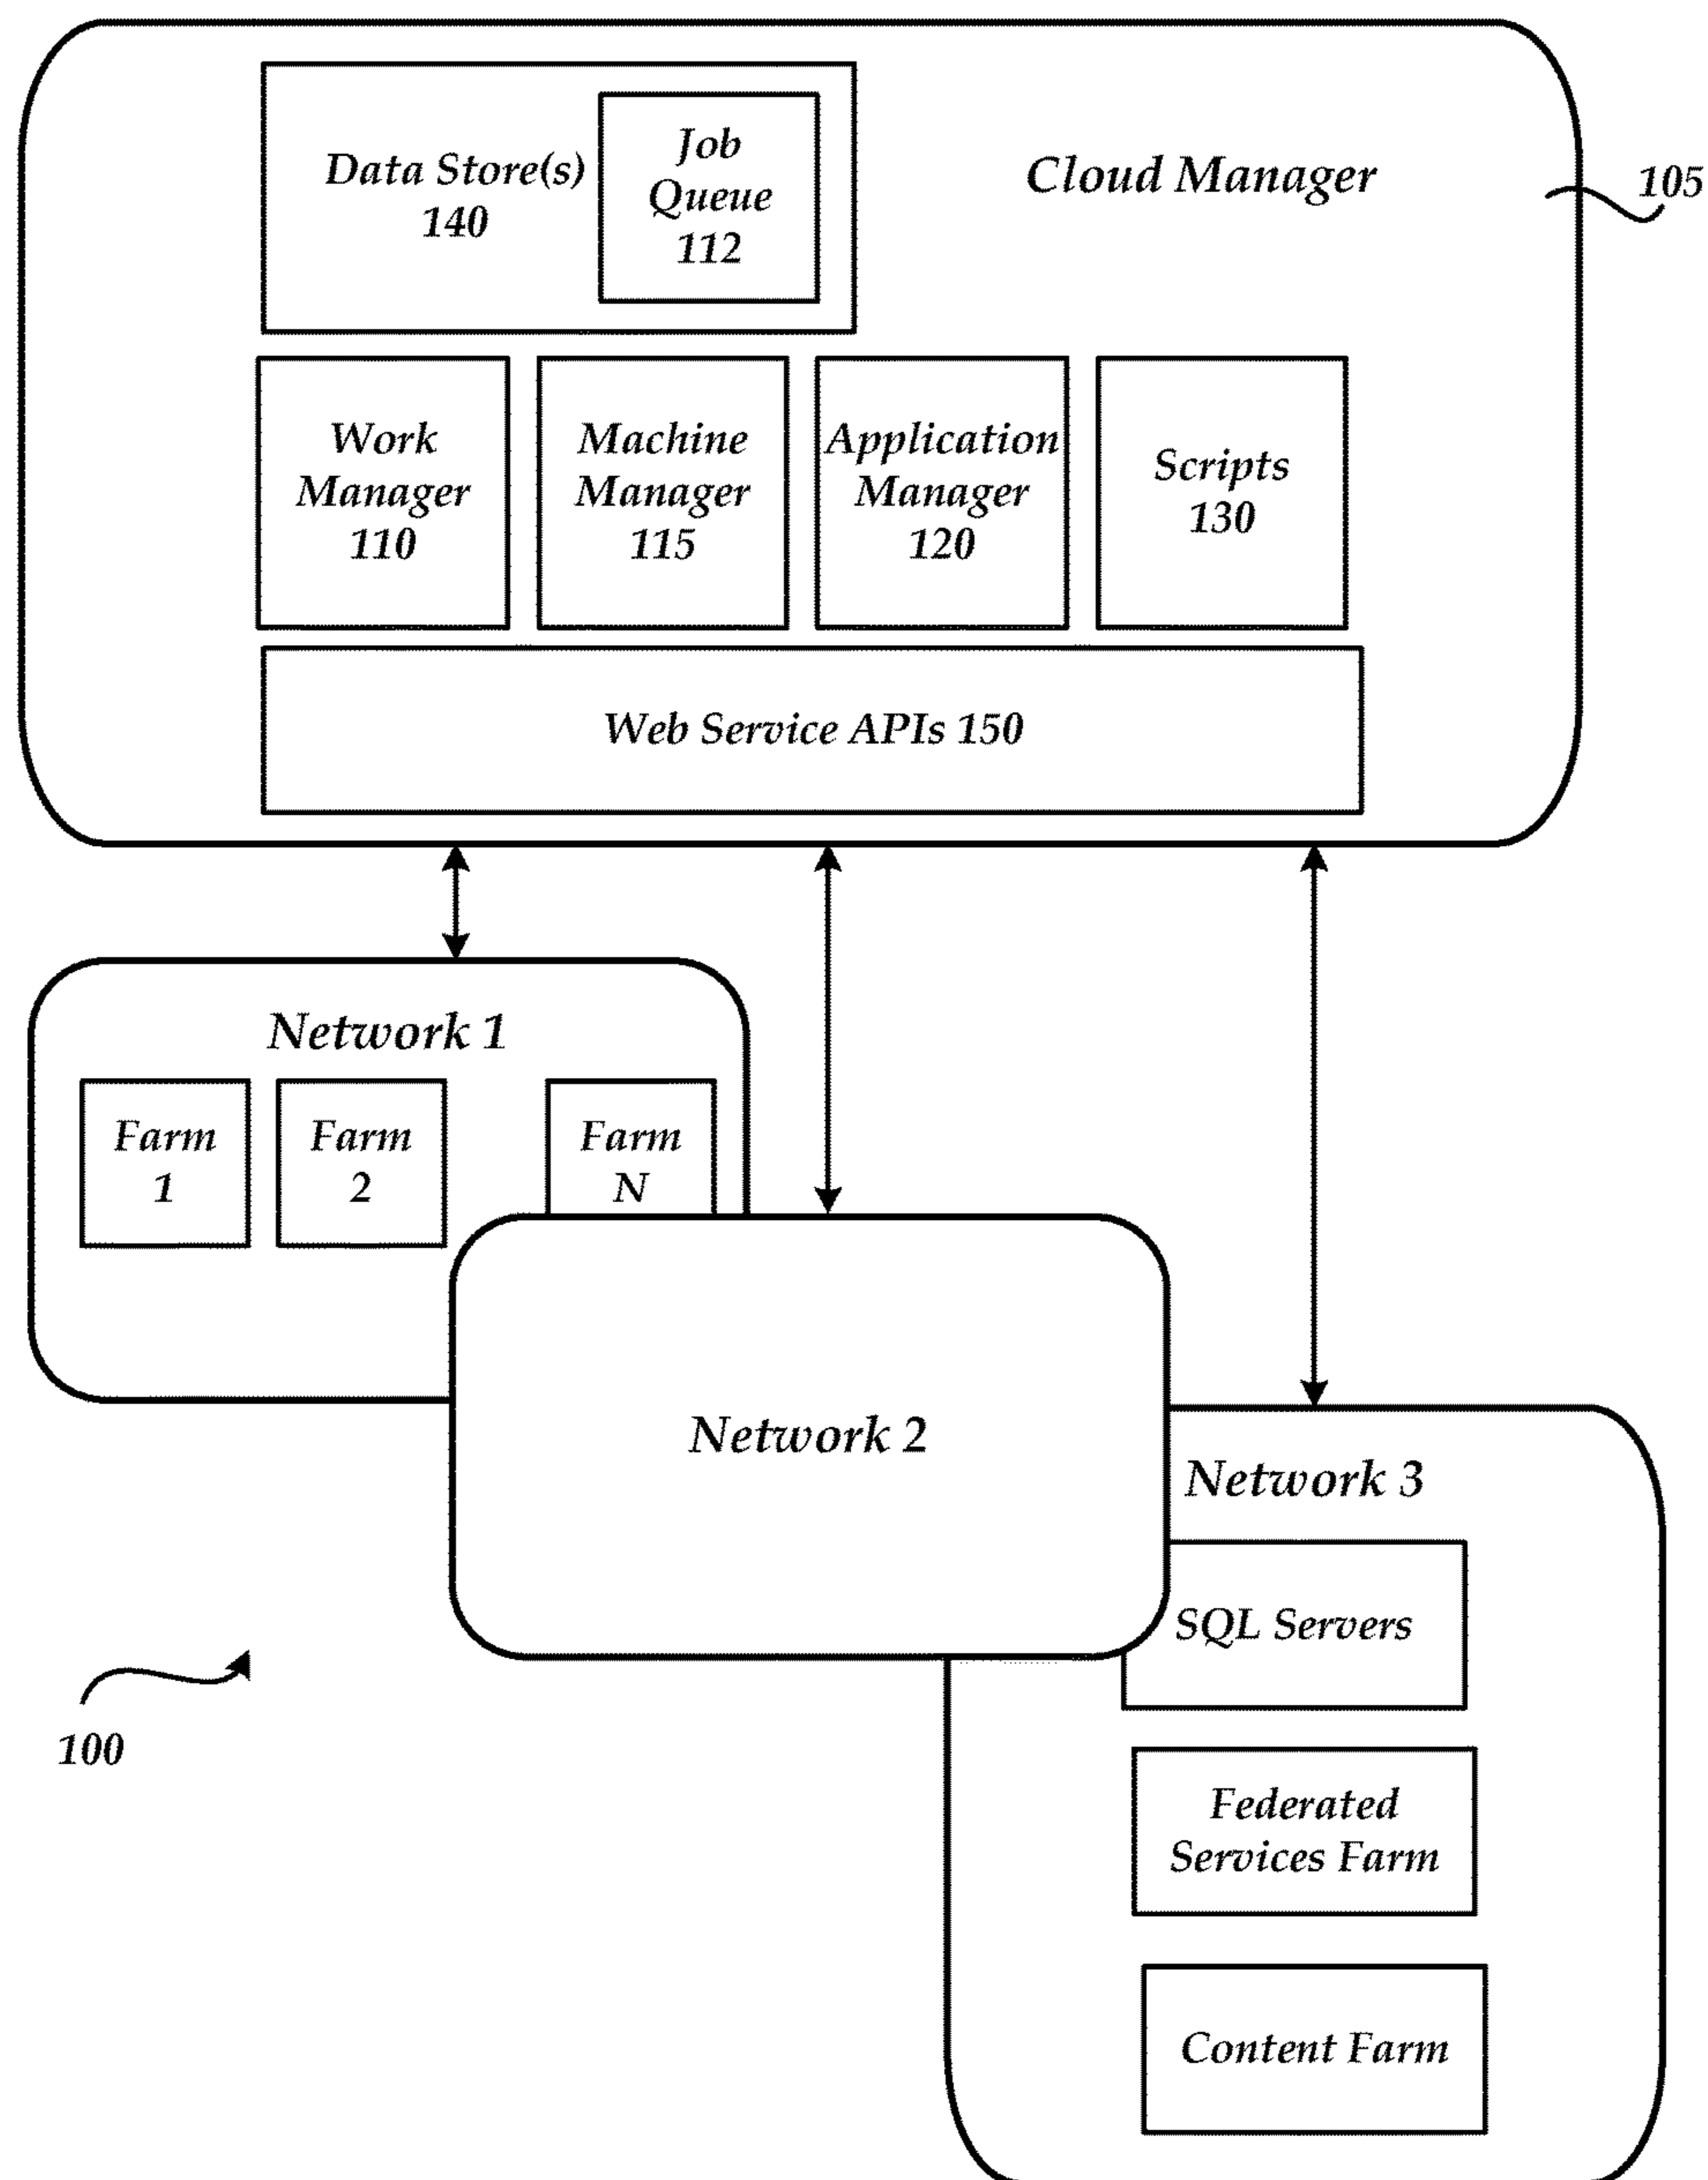 Data Store(s)
140
Job
Queue
112
Cloud Manager
105
Work
Manager
110
Machine
Manager
115
Application
Manager
120
Scripts
130
Web Service APIs 150
Network 1
Farm
1
Farm
2
Farm
N
Network 2
Network 3
SQL Servers
Federated
Services Farm
Content Farm
100